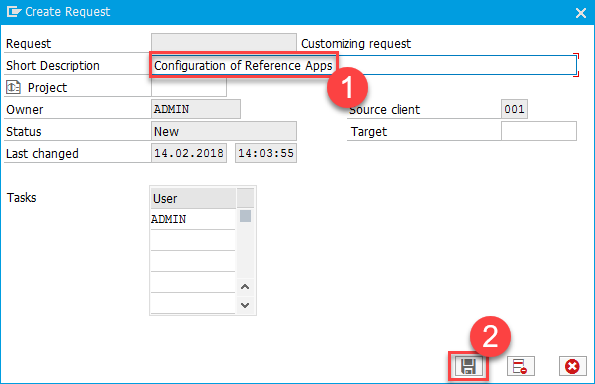 Create Request
Request Customizing request
Short Description Configuration of Reference Apps
1
Project
Owner ADMIN Source client 001
Status New Target
Last changed 14.02.2018 14:03:55
Tasks User
ADMIN
2